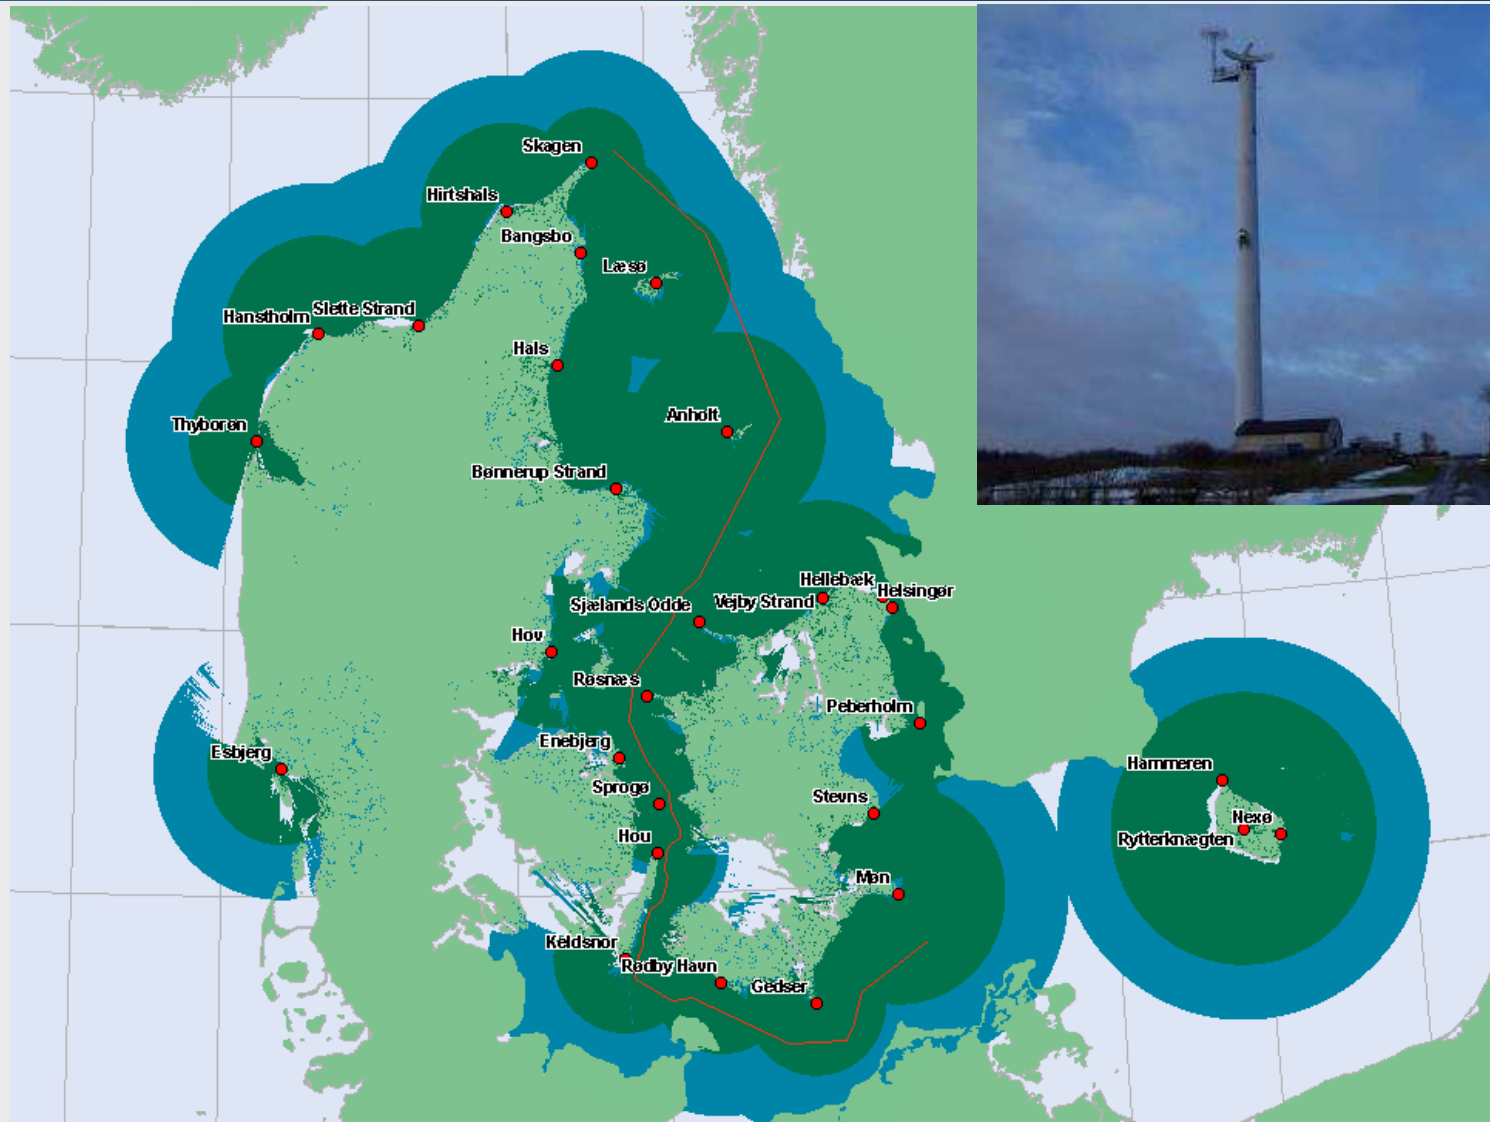 Skagen
Hirtshals
Bangsbo
Læsø
Hanstholm
Slette Strand
Hals
Thyborøn
Anholt
Bønnerup Strand
Hellebæk
Helsingør
Sjælands Odde
Vejby Strand
Hov
Røsnæs
Peberholm
Enebjerg
Esbjerg
Hammeren
Sprogø
Stevns
Nexø
Hou
Rytterknægten
Møn
Keldsnor
Rødby Havn
Gedser